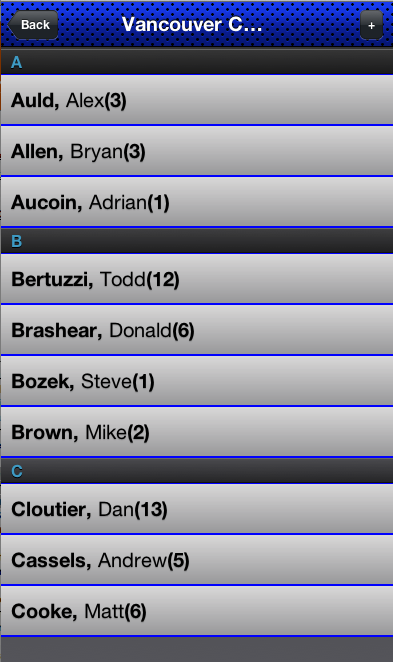 Back
Vancouver C...
+
A
Auld, Alex(3)
Allen, Bryan(3)
Aucoin, Adrian(1)
B
Bertuzzi, Todd(12)
Brashear, Donald(6)
Bozek, Steve(1)
Brown, Mike(2)
C
Cloutier, Dan(13)
Cassels, Andrew(5)
Cooke, Matt(6)